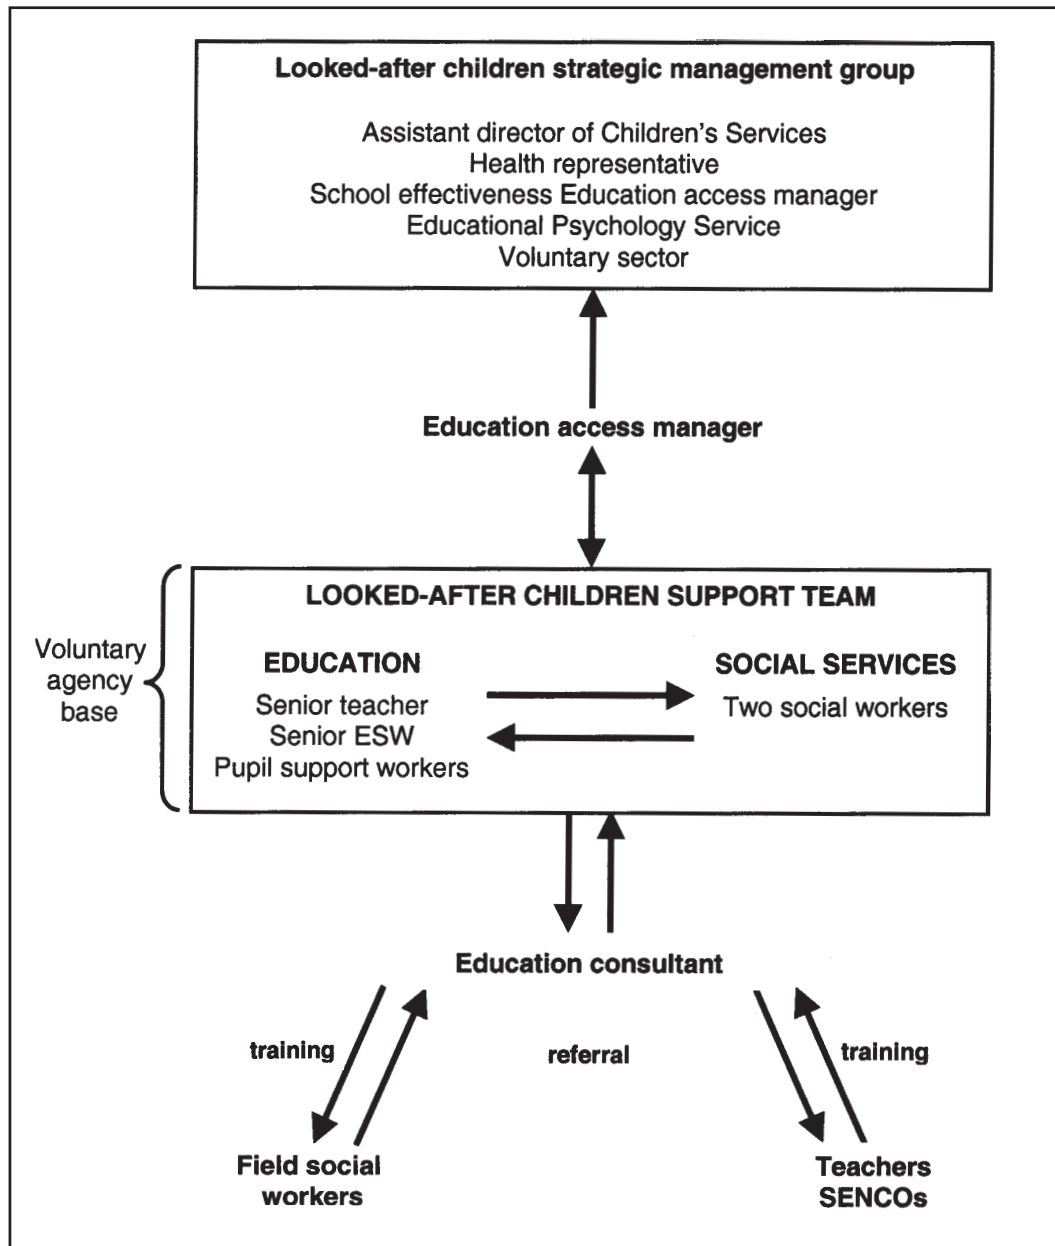 Looked-after children strategic management group
Assistant director of Children's Services
Health representative
School effectiveness Education access manager
Educational Psychology Service
Voluntary sector
Education access manager
LOOKED-AFTER CHILDREN SUPPORT TEAM
Voluntary
agency
base
EDUCATION
Senior teacher
Senior ESW
Pupil support workers
SOCIAL SERVICES
Two social workers
Education consultant
training
referral
training
Field social
workers
Teachers
SENCOs